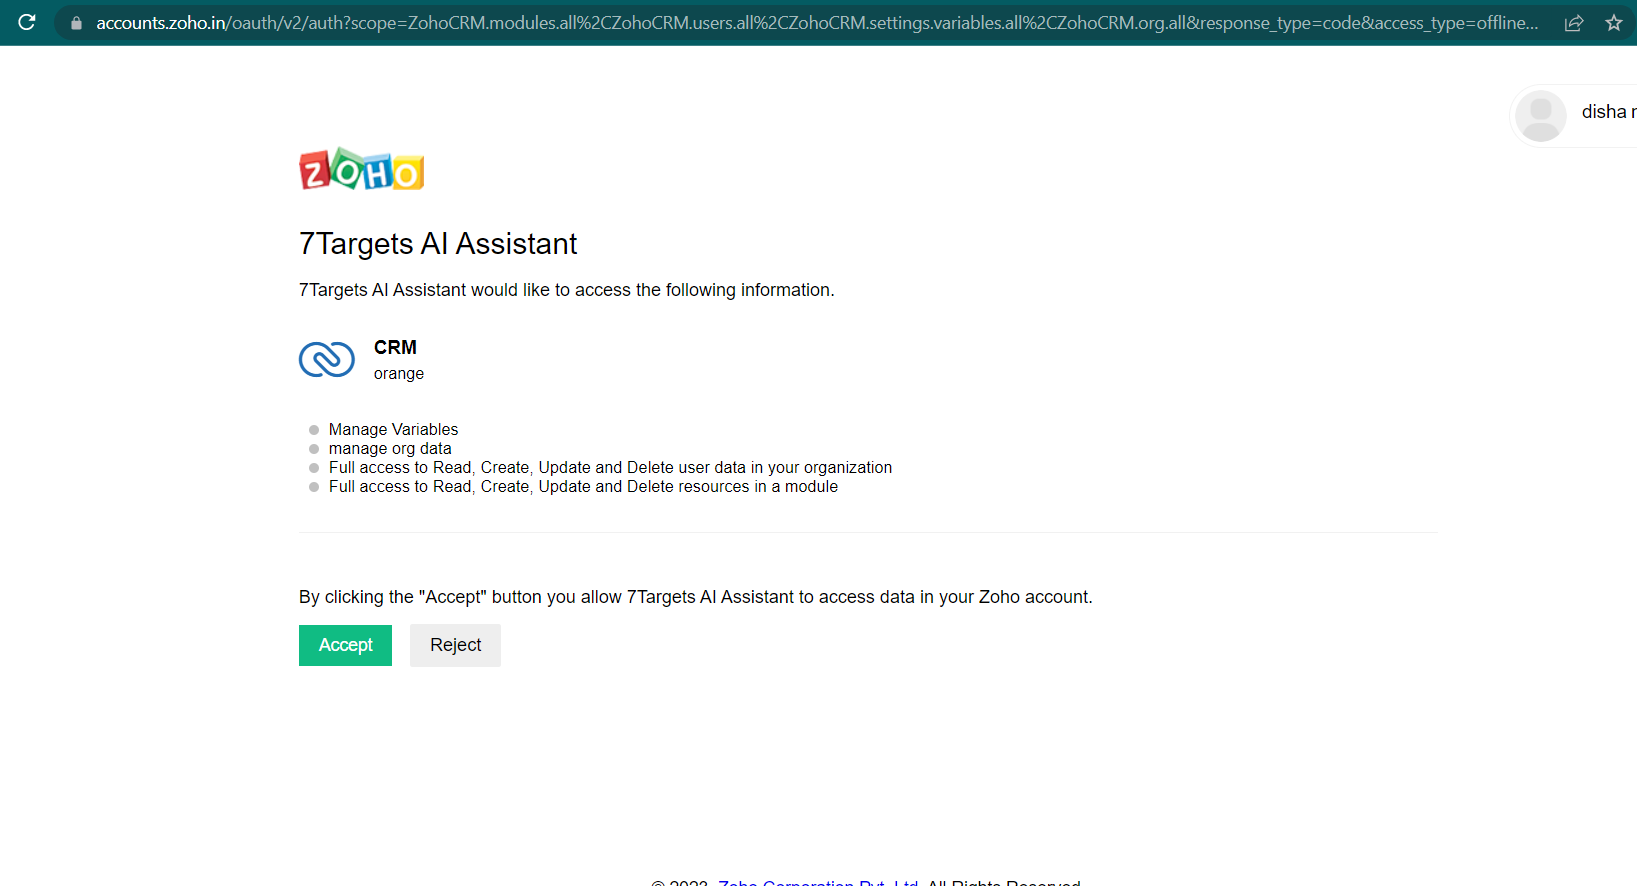 accounts.zoho.in/oauth/v2/auth?scope=ZohoCRM.modules.all%2CZohoCRM.users.all%2CZohoCRM.settings.variables.all%2CZohoCRM.org.all&response_type=code&access_type=offline...
disha
ZOHO
7Targets AI Assistant
7Targets AI Assistant would like to access the following information.
CRM
orange
Manage Variables
manage org data
Full access to Read, Create, Update and Delete user data in your organization
Full access to Read, Create, Update and Delete resources in a module
By clicking the "Accept" button you allow 7Targets AI Assistant to access data in your Zoho account.
Accept Reject
© 2023, Zoho Corporation Pvt. Ltd. All Rights Reserved.